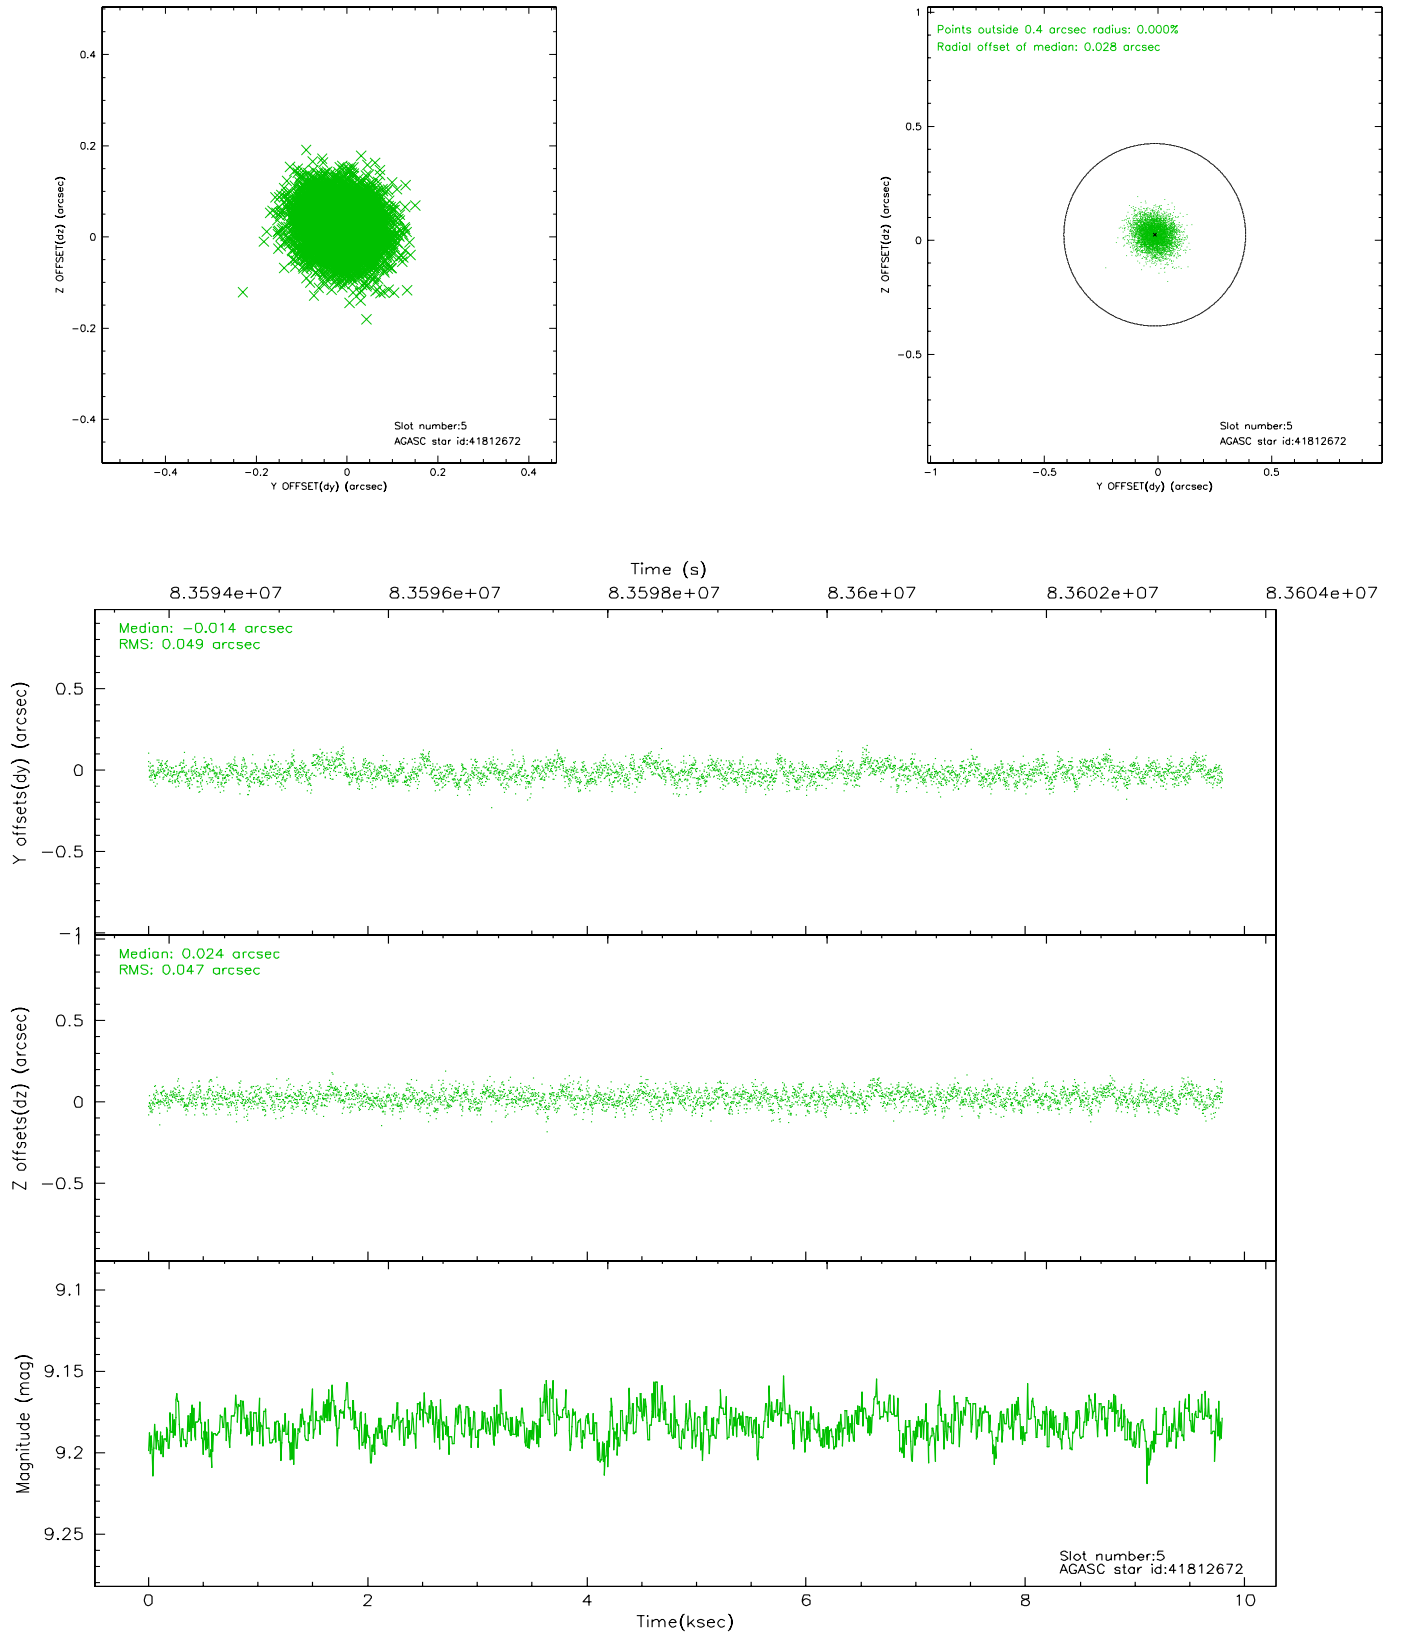 0.4
0.2
0
-0.2
-0.4
Z OFFSET(dz) (arcsec)
Slot number:5
AGASC star id:41812672
-0.4 -0.2 0 0.2 0.4
Y OFFSET(dy) (arcsec)
Points outside 0.4 arcsec radius: 0.000%
Radial offset of median: 0.028 arcsec
1
0.5
0
-0.5
Z OFFSET(dz) (arcsec)
Slot number:5
AGASC star id:41812672
-1 -0.5 0 0.5
Y OFFSET(dy) (arcsec)
Time (s)
8.3594e+07 8.3596e+07 8.3598e+07 8.36e+07 8.3602e+07 8.3604e+07
Median: -0.014 arcsec
RMS: 0.049 arcsec
0.5
0
-0.5
-1
Y offsets(dy) (arcsec)
Median: 0.024 arcsec
RMS: 0.047 arcsec
1
0.5
0
-0.5
Z offsets(dz) (arcsec)
9.1
9.15
9.2
9.25
Magnitude (mag)
Slot number:5
AGASC star id:41812672
0 2 4 6 8 10
Time(ksec)